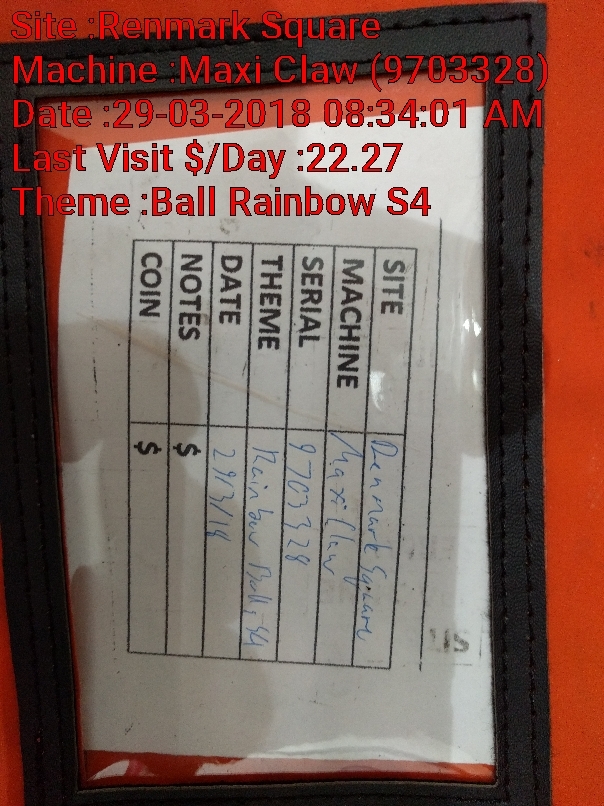 Site :Renmark Square
Machine :Maxi Claw (9703328)
Date :29-03-2018 08:34:01 AM
Last Visit $/Day :22.27
Theme :Ball Rainbow S4
SITE Renmark Square
MACHINE Maxi Claw
SERIAL 9703328
THEME Rainbow Balls S4
DATE 29/3/18
NOTES $
COIN $